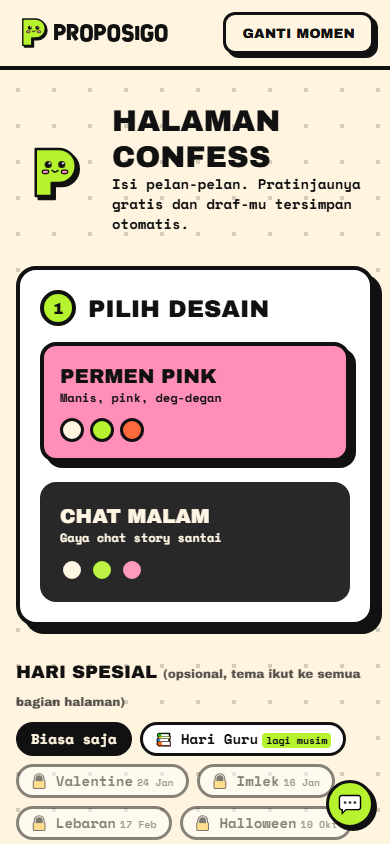 PROPOSIGO
GANTI MOMEN
HALAMAN
CONFESS
Isi pelan-pelan. Pratinjaunya
gratis dan draf-mu tersimpan
otomatis.
1 PILIH DESAIN
PERMEN PINK
Manis, pink, deg-degan
CHAT MALAM
Gaya chat story santai
HARI SPESIAL (opsional, tema ikut ke semua
bagian halaman)
Biasa saja
Hari Guru lagi musim
Valentine 24 Jan
Imlek 16 Jan
Lebaran 17 Feb
Halloween 10 Okt